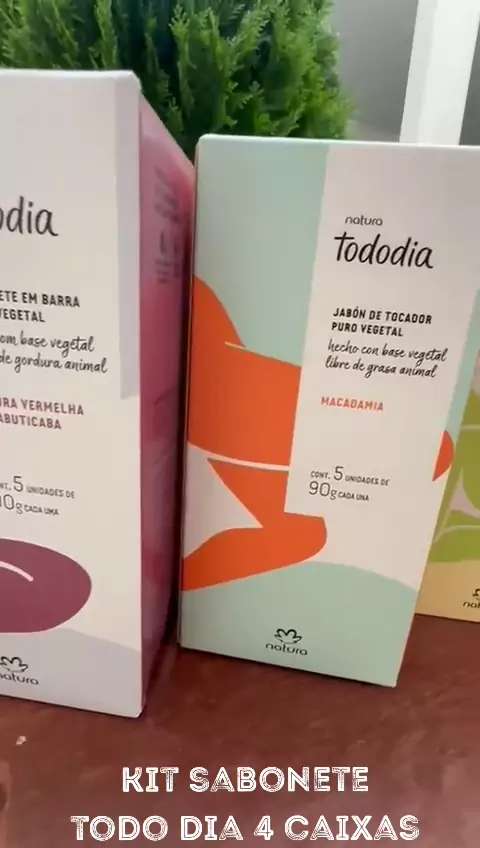 odia
ETE EM BARRA
VEGETAL
om base vegetal
de gordura animal
RA VERMELHA
ABUTICABA
NT. 5 UNIDADES DE
0g CADA UMA
natura
natura
tododia
JABÓN DE TOCADOR
PURO VEGETAL
hecho con base vegetal
libre de grasa animal
MACADAMIA
CONT. 5 UNIDADES DE
90g CADA UNA
natura
KIT SABONETE
TODO DIA 4 CAIXAS